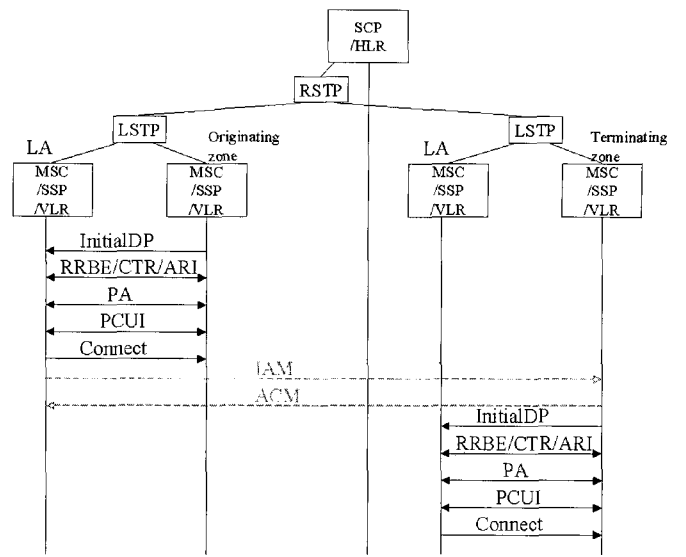 SCP
/HLR
RSTP
LSTP
LSTP
Originating
zone
Terminating
zone
LA
LA
MSC
/SSP
/VLR
MSC
/SSP
/VLR
MSC
/SSP
/VLR
MSC
/SSP
/VLR
InitialDP
RRBE/CTR/ARI
PA
PCUI
Connect
IAM
ACM
InitialDP
RRBE/CTR/ARI
PA
PCUI
Connect